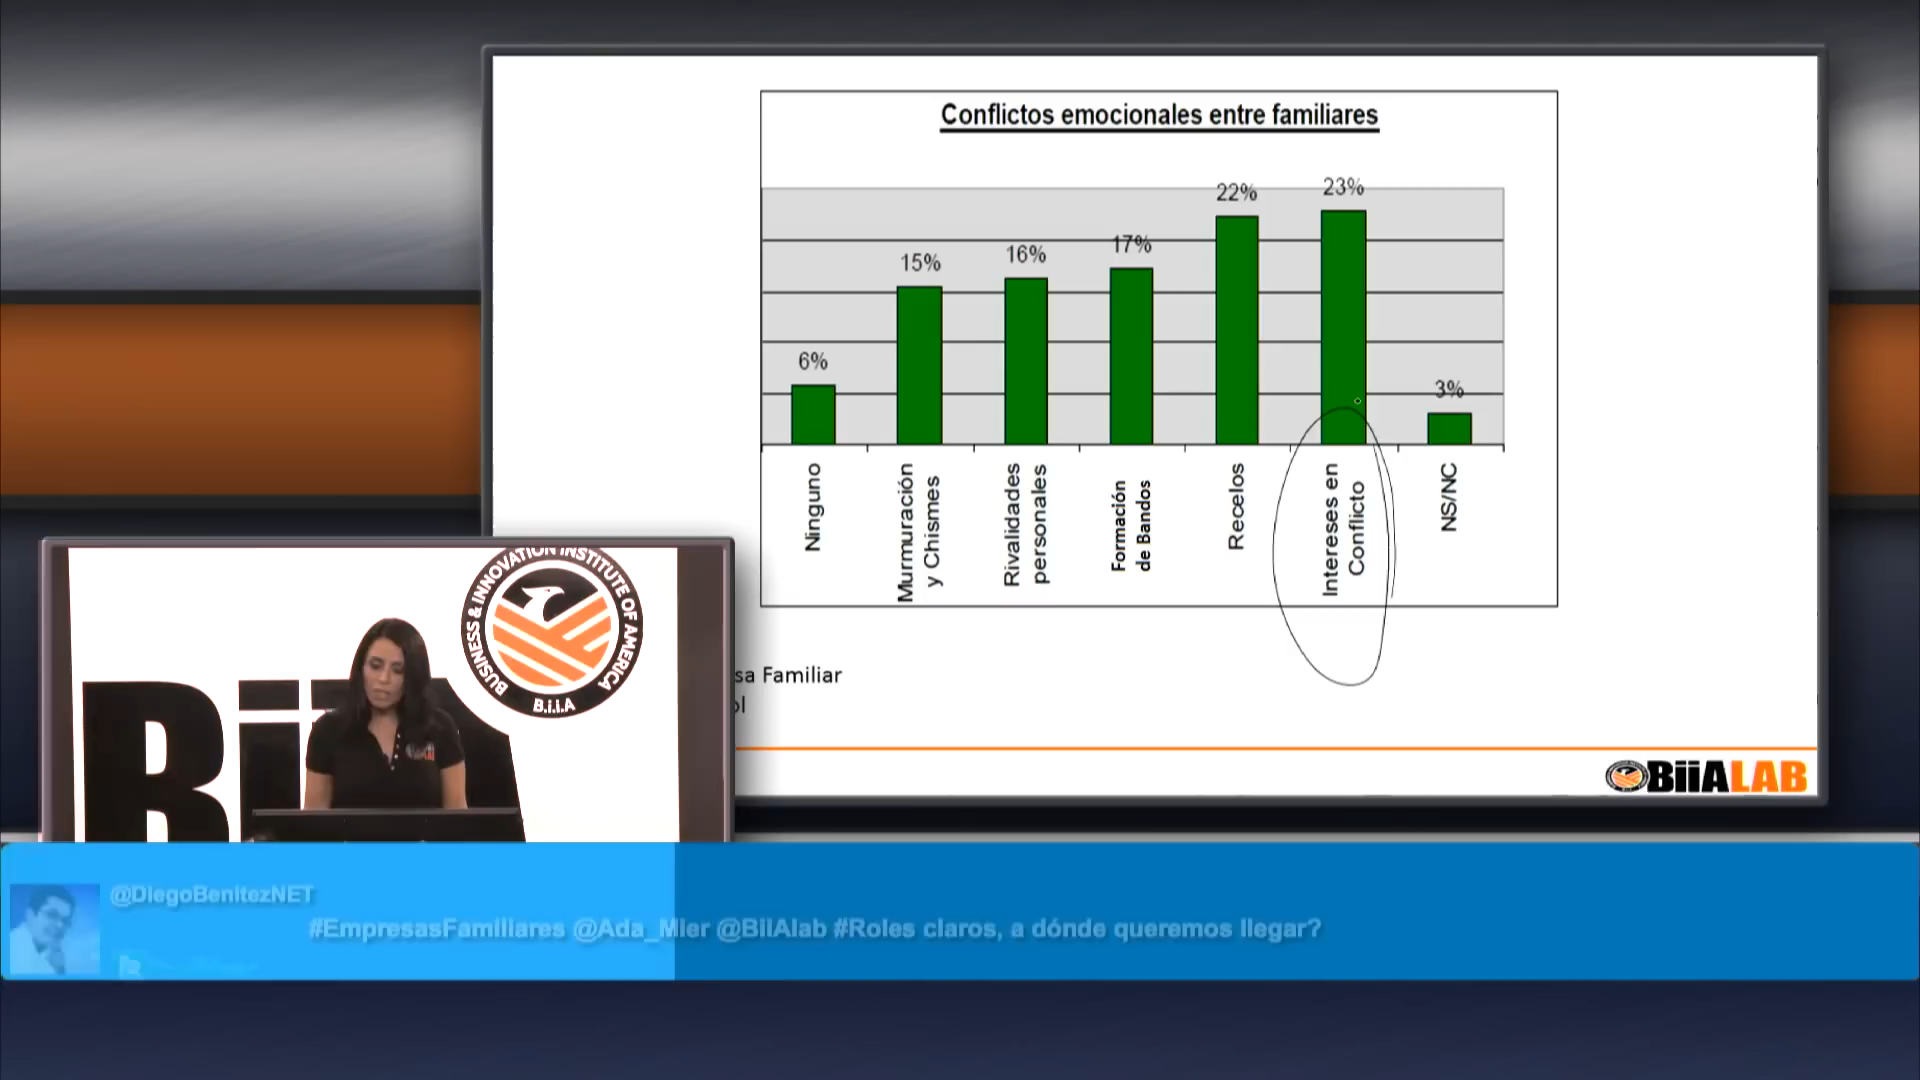 Conflictos emocionales entre familiares
6%
15%
16%
17%
22%
23%
3%
Ninguno
Murmuración
y Chismes
Rivalidades
personales
Formación
de Bandos
Recelos
Intereses en
Conflicto
NS/NC
sa Familiar
ol
BiiALAB
BUSINESS & INNOVATION INSTITUTE OF AMERICA
B.i.i.A
@DiegoBenitezNET
#EmpresasFamiliares @Ada_Mier @BiiAlab #Roles claros, a dónde queremos llegar?